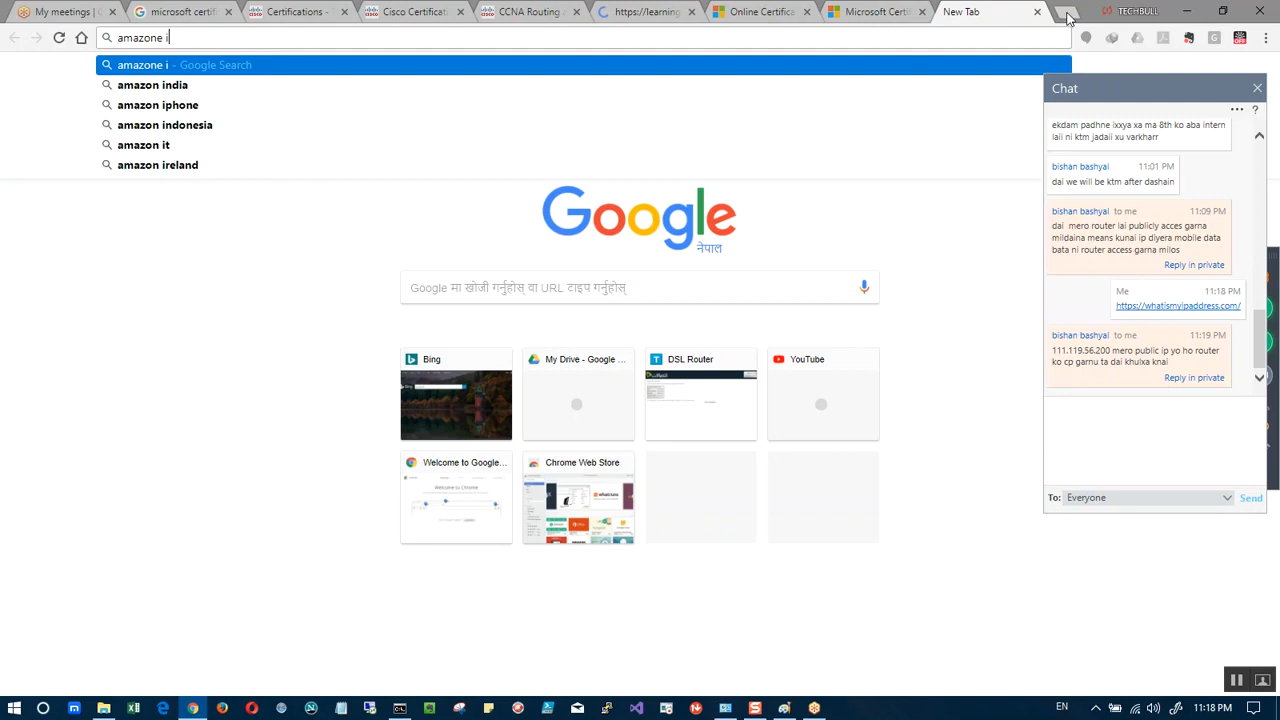 My meetings | G
microsoft certifi
Certifications -
Cisco Certificati
CCNA Routing a
https://learning
Online Certifica
Microsoft Certif
New Tab
TECHBULL
amazone i
amazone i – Google Search
amazon india
amazon iphone
amazon indonesia
amazon it
amazon ireland
Google
नेपाल
Google मा खोजी गर्नुहोस् वा URL टाइप गर्नुहोस्
Bing
My Drive - Google ...
DSL Router
YouTube
Welcome to Google...
Chrome Web Store
Chat
ekdam padhne ixxya xa ma 8th ko aba intern
laii ni ktm jadaii xu varkharr
bishan bashyal 11:01 PM
dai we will be ktm after dashain
bishan bashyal to me 11:09 PM
dai mero router lai publicly acces garna
mildaina means kunai ip diyera mobile data
bata ni router access garna milos
Reply in private
Me 11:18 PM
https://whatismyipaddress.com/
bishan bashyal to me 11:19 PM
111.119.56.200 mero public ip yo ho router
ko cp garnu ta dai khulxa knai
Reply in private
To: Everyone Send
EN 11:18 PM